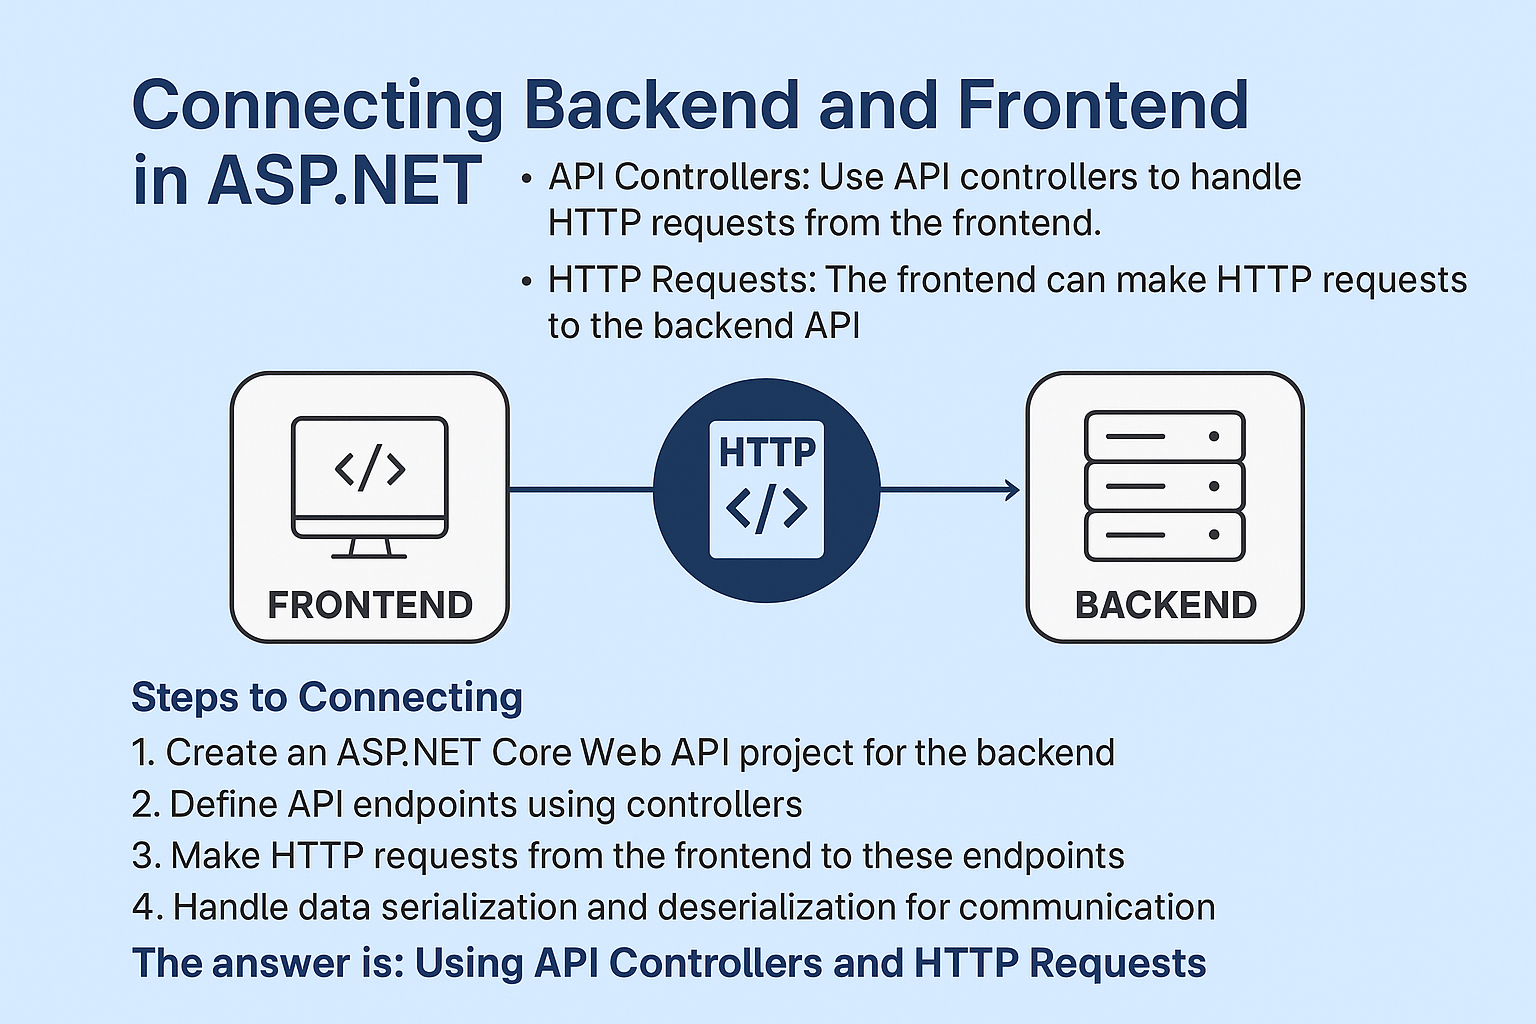 Connecting Backend and Frontend
in ASP.NET
• API Controllers: Use API controllers to handle
HTTP requests from the frontend.
• HTTP Requests: The frontend can make HTTP requests
to the backend API
</>
FRONTEND
HTTP
</>
BACKEND
Steps to Connecting
1. Create an ASP.NET Core Web API project for the backend
2. Define API endpoints using controllers
3. Make HTTP requests from the frontend to these endpoints
4. Handle data serialization and deserialization for communication
The answer is: Using API Controllers and HTTP Requests